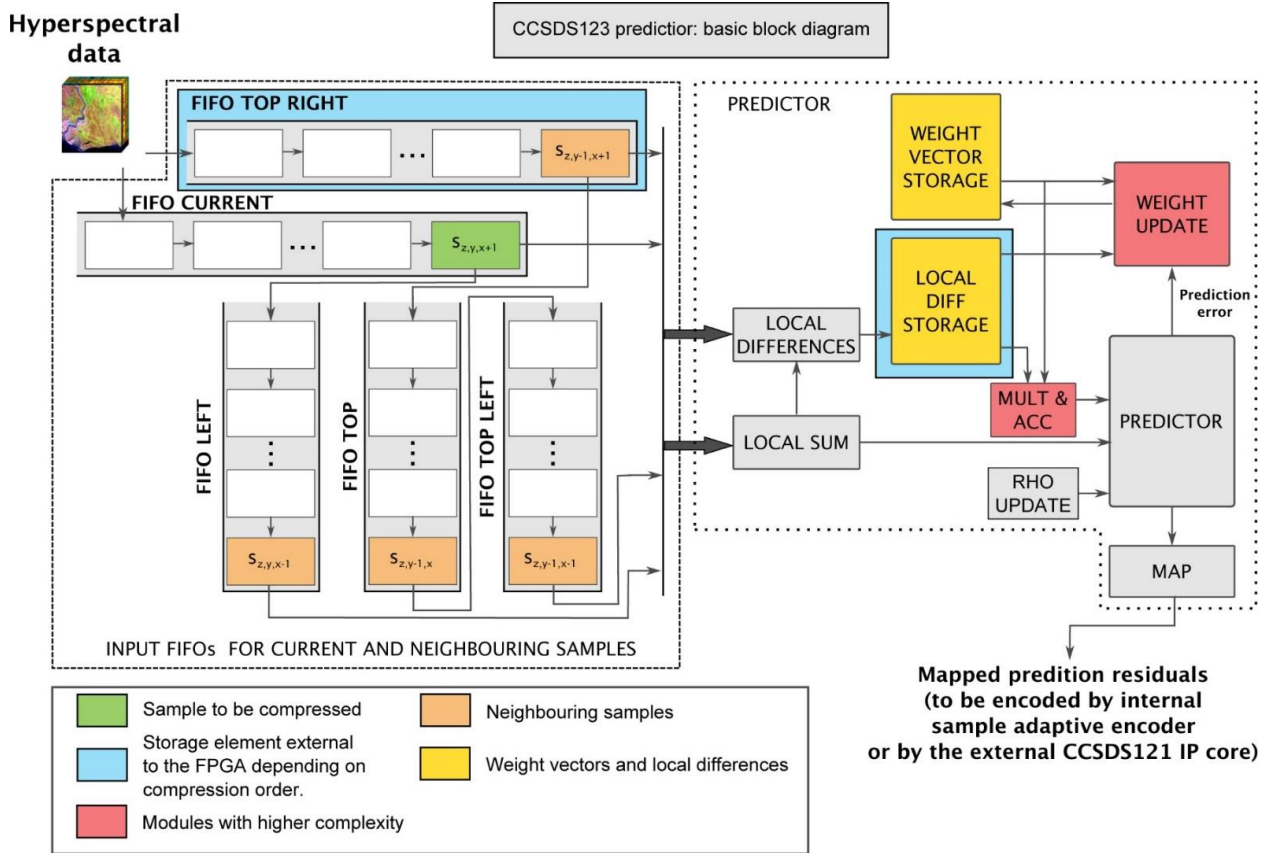 CCSDS123 predictior: basic block diagram
Hyperspectral
data
FIFO TOP RIGHT
...
S_{z,y-1,x+1}
FIFO CURRENT
...
S_{z,y,x+1}
FIFO LEFT
FIFO TOP
FIFO TOP LEFT
S_{z,y,x-1}
S_{z,y-1,x}
S_{z,y-1,x-1}
INPUT FIFOs FOR CURRENT AND NEIGHBOURING SAMPLES
PREDICTOR
WEIGHT
VECTOR
STORAGE
WEIGHT
UPDATE
LOCAL
DIFF
STORAGE
Prediction
error
LOCAL
DIFFERENCES
MULT &
ACC
PREDICTOR
LOCAL SUM
RHO
UPDATE
MAP
Mapped predition residuals
(to be encoded by internal
sample adaptive encoder
or by the external CCSDS121 IP core)
Sample to be compressed
Storage element external
to the FPGA depending on
compression order.
Modules with higher complexity
Neighbouring samples
Weight vectors and local differences